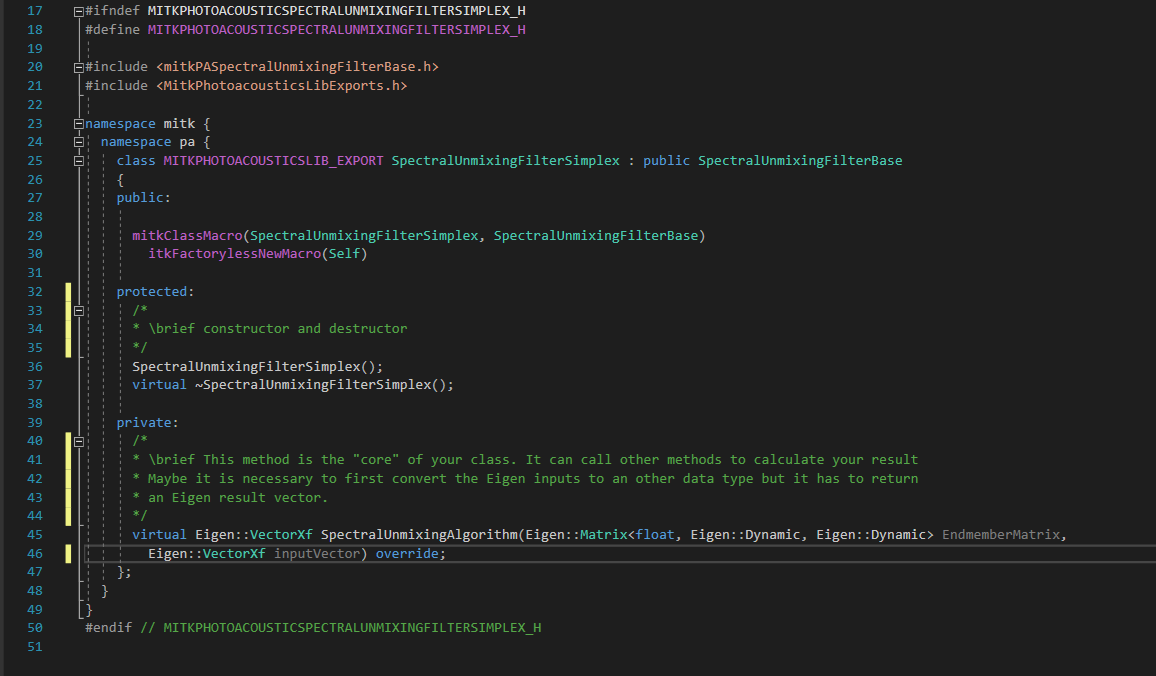 17 #ifndef MITKPHOTOACOUSTICSPECTRALUNMIXINGFILTERSIMPLEX_H
18 #define MITKPHOTOACOUSTICSPECTRALUNMIXINGFILTERSIMPLEX_H
19
20 #include <mitkPASpectralUnmixingFilterBase.h>
21 #include <MitkPhotoacousticsLibExports.h>
22
23 namespace mitk {
24   namespace pa {
25     class MITKPHOTOACOUSTICSLIB_EXPORT SpectralUnmixingFilterSimplex : public SpectralUnmixingFilterBase
26     {
27     public:
28
29       mitkClassMacro(SpectralUnmixingFilterSimplex, SpectralUnmixingFilterBase)
30         itkFactorylessNewMacro(Self)
31
32     protected:
33       /*
34       * \brief constructor and destructor
35       */
36       SpectralUnmixingFilterSimplex();
37       virtual ~SpectralUnmixingFilterSimplex();
38
39     private:
40       /*
41       * \brief This method is the "core" of your class. It can call other methods to calculate your result
42       * Maybe it is necessary to first convert the Eigen inputs to an other data type but it has to return
43       * an Eigen result vector.
44       */
45       virtual Eigen::VectorXf SpectralUnmixingAlgorithm(Eigen::Matrix<float, Eigen::Dynamic, Eigen::Dynamic> EndmemberMatrix,
46         Eigen::VectorXf inputVector) override;
47     };
48   }
49 }
50 #endif // MITKPHOTOACOUSTICSPECTRALUNMIXINGFILTERSIMPLEX_H
51